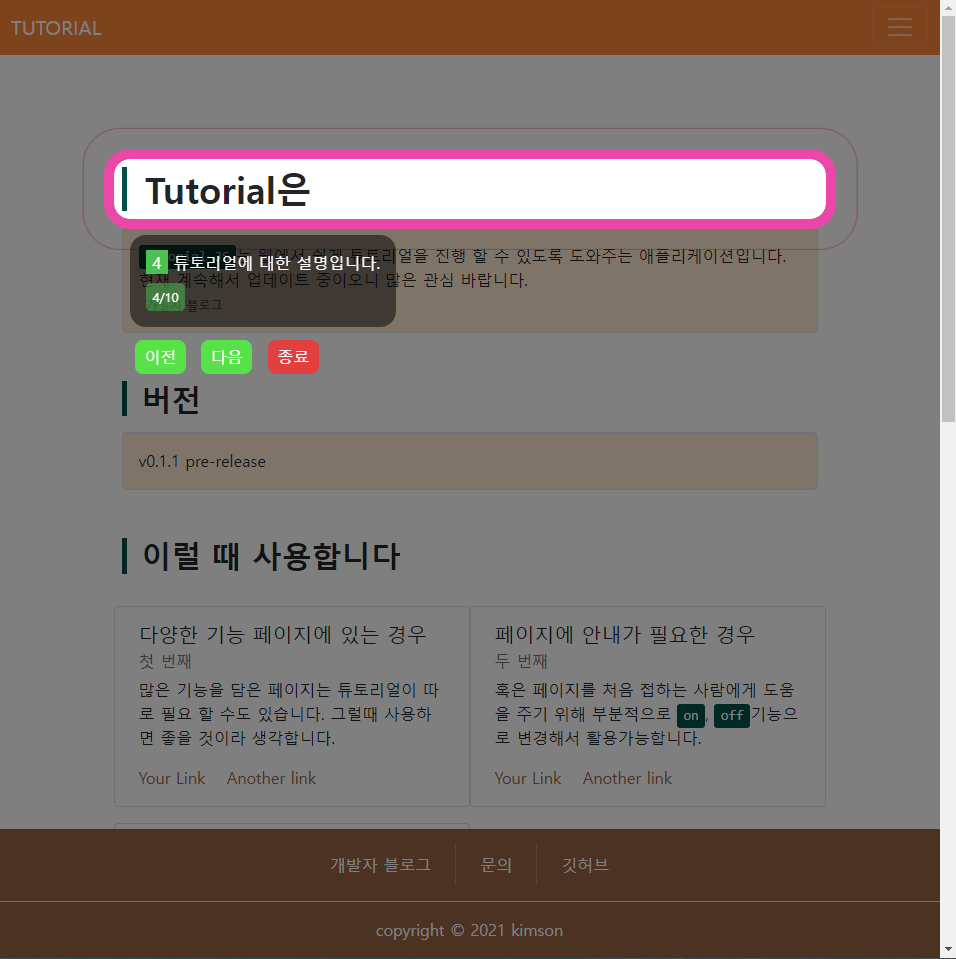 TUTORIAL
Tutorial은
는 웹에서 쉽게 튜토리얼을 진행 할 수 있도록 도와주는 애플리케이션입니다.
4 튜토리얼에 대한 설명입니다.
현재 계속해서 업데이트 중이오니 많은 관심 바랍니다.
4/10
블로그
이전 다음 종료
버전
v0.1.1 pre-release
이럴 때 사용합니다
다양한 기능 페이지에 있는 경우
첫 번째
많은 기능을 담은 페이지는 튜토리얼이 따
로 필요 할 수도 있습니다. 그럴때 사용하
면 좋을 것이라 생각합니다.
Your Link Another link
페이지에 안내가 필요한 경우
두 번째
혹은 페이지를 처음 접하는 사람에게 도움
을 주기 위해 부분적으로 on, off 기능으
로 변경해서 활용가능합니다.
Your Link Another link
개발자 블로그 문의 깃허브
copyright © 2021 kimson